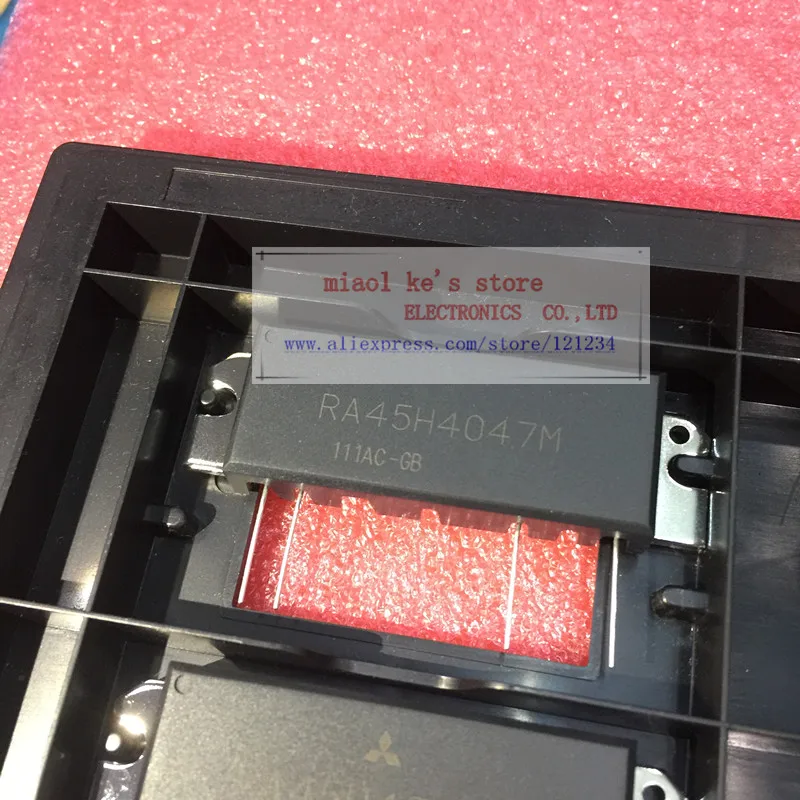 miaol ke's store
ELECTRONICS CO.,LTD
www.aliexpress.com/store/121234
RA45H4047M
111AC-GB